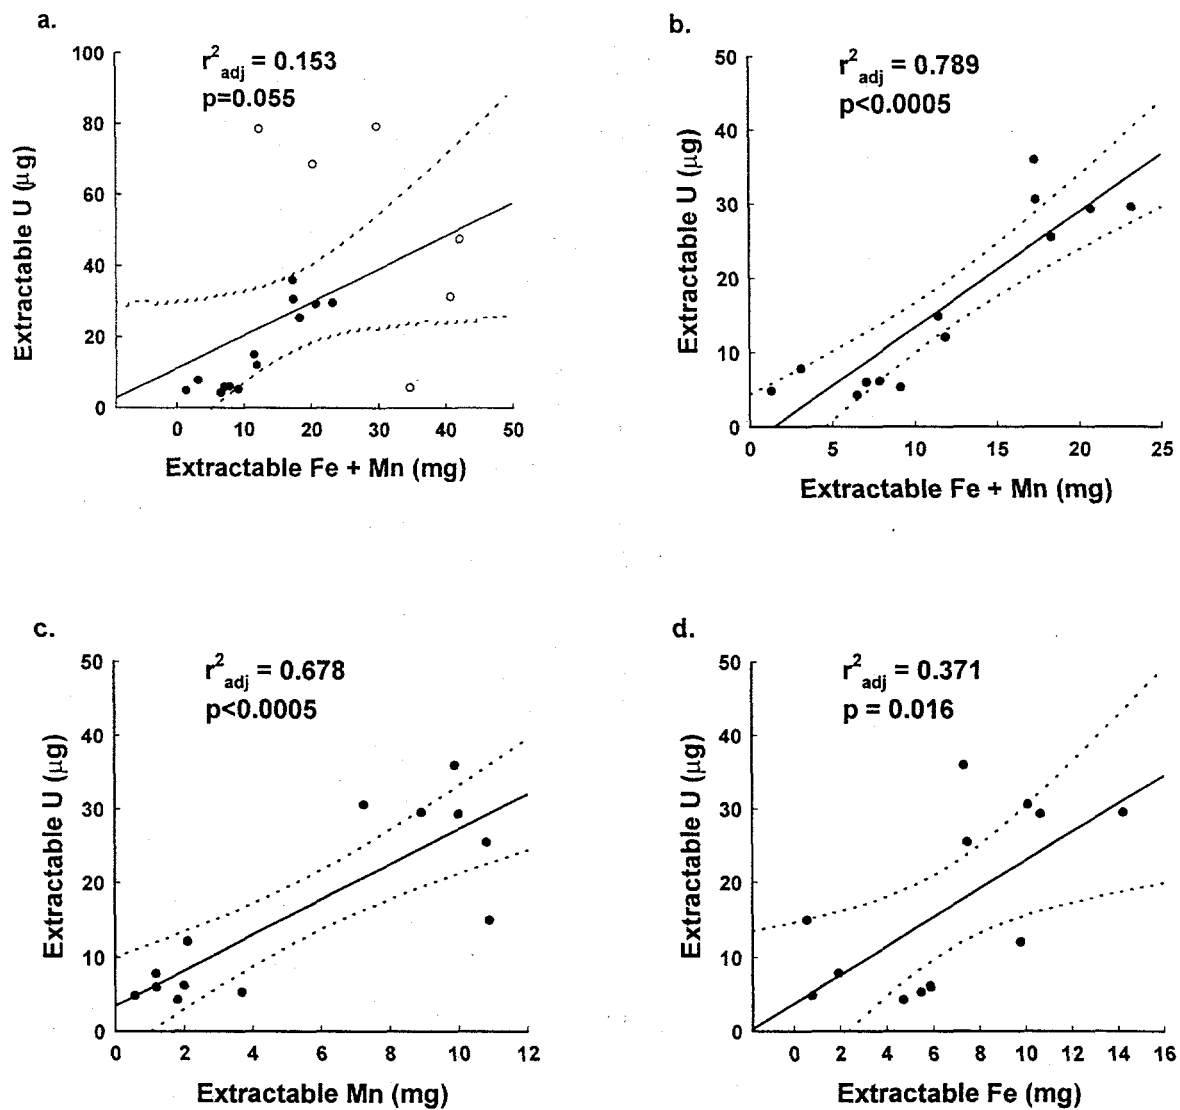 a.
r²adj = 0.153
p=0.055
100
80
60
40
20
0
Extractable U (μg)
0 10 20 30 40 50
Extractable Fe + Mn (mg)
b.
r²adj = 0.789
p<0.0005
50
40
30
20
10
0
Extractable U (μg)
0 5 10 15 20 25
Extractable Fe + Mn (mg)
c.
r²adj = 0.678
p<0.0005
50
40
30
20
10
0
Extractable U (μg)
0 2 4 6 8 10 12
Extractable Mn (mg)
d.
r²adj = 0.371
p = 0.016
50
40
30
20
10
0
Extractable U (μg)
0 2 4 6 8 10 12 14 16
Extractable Fe (mg)